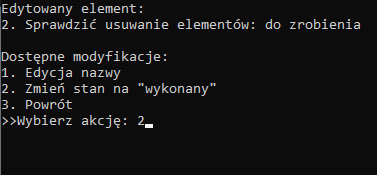 Edytowany element:
2. Sprawdzić usuwanie elementów: do zrobienia
Dostępne modyfikacje:
1. Edycja nazwy
2. Zmień stan na "wykonany"
3. Powrót
>>Wybierz akcję: 2